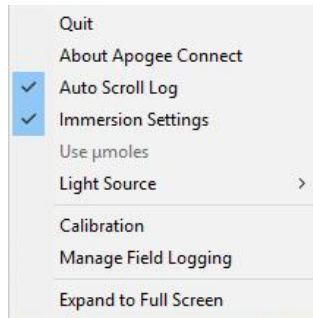 Quit
About Apogee Connect
Auto Scroll Log
Immersion Settings
Use µmoles
Light Source
Calibration
Manage Field Logging
Expand to Full Screen